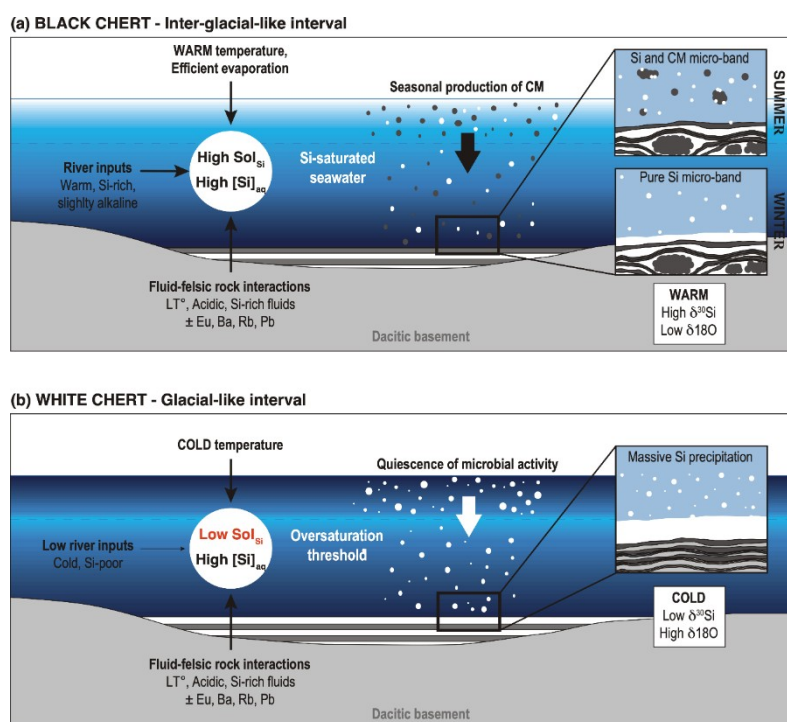 (a) BLACK CHERT - Inter-glacial-like interval
WARM temperature,
Efficient evaporation
Seasonal production of CM
Si and CM micro-band
SUMMER
River inputs
Warm, Si-rich,
slighlty alkaline
High Sol Si
High [Si]aq
Si-saturated
seawater
Pure Si micro-band
WINTER
Fluid-felsic rock interactions
LT°, Acidic, Si-rich fluids
± Eu, Ba, Rb, Pb
WARM
High δ³⁰Si
Low δ18O
Dacitic basement
(b) WHITE CHERT - Glacial-like interval
COLD temperature
Quiescence of microbial activity
Massive Si precipitation
Low river inputs
Cold, Si-poor
Low Sol Si
High [Si]aq
Oversaturation
threshold
Fluid-felsic rock interactions
LT°, Acidic, Si-rich fluids
± Eu, Ba, Rb, Pb
COLD
Low δ³⁰Si
High δ18O
Dacitic basement